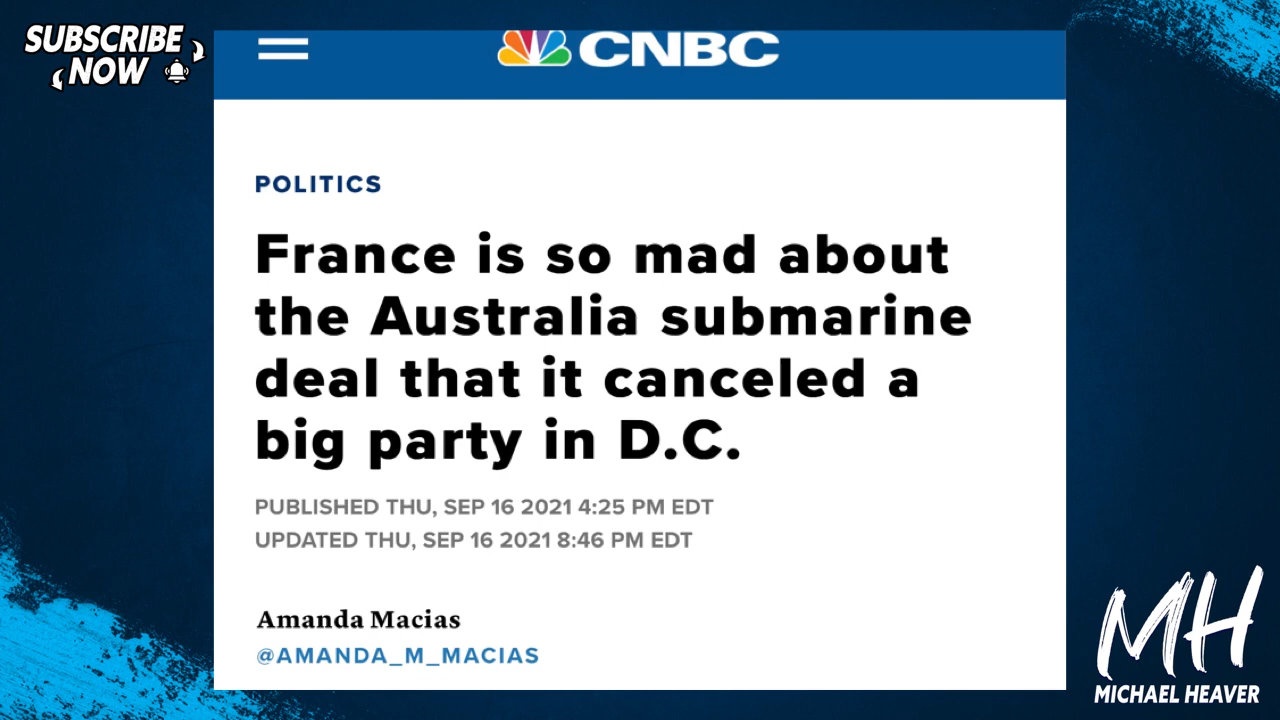 SUBSCRIBE
NOW
CNBC
POLITICS
France is so mad about
the Australia submarine
deal that it canceled a
big party in D.C.
PUBLISHED THU, SEP 16 2021 4:25 PM EDT
UPDATED THU, SEP 16 2021 8:46 PM EDT
Amanda Macias
@AMANDA_M_MACIAS
MH
MICHAEL HEAVER